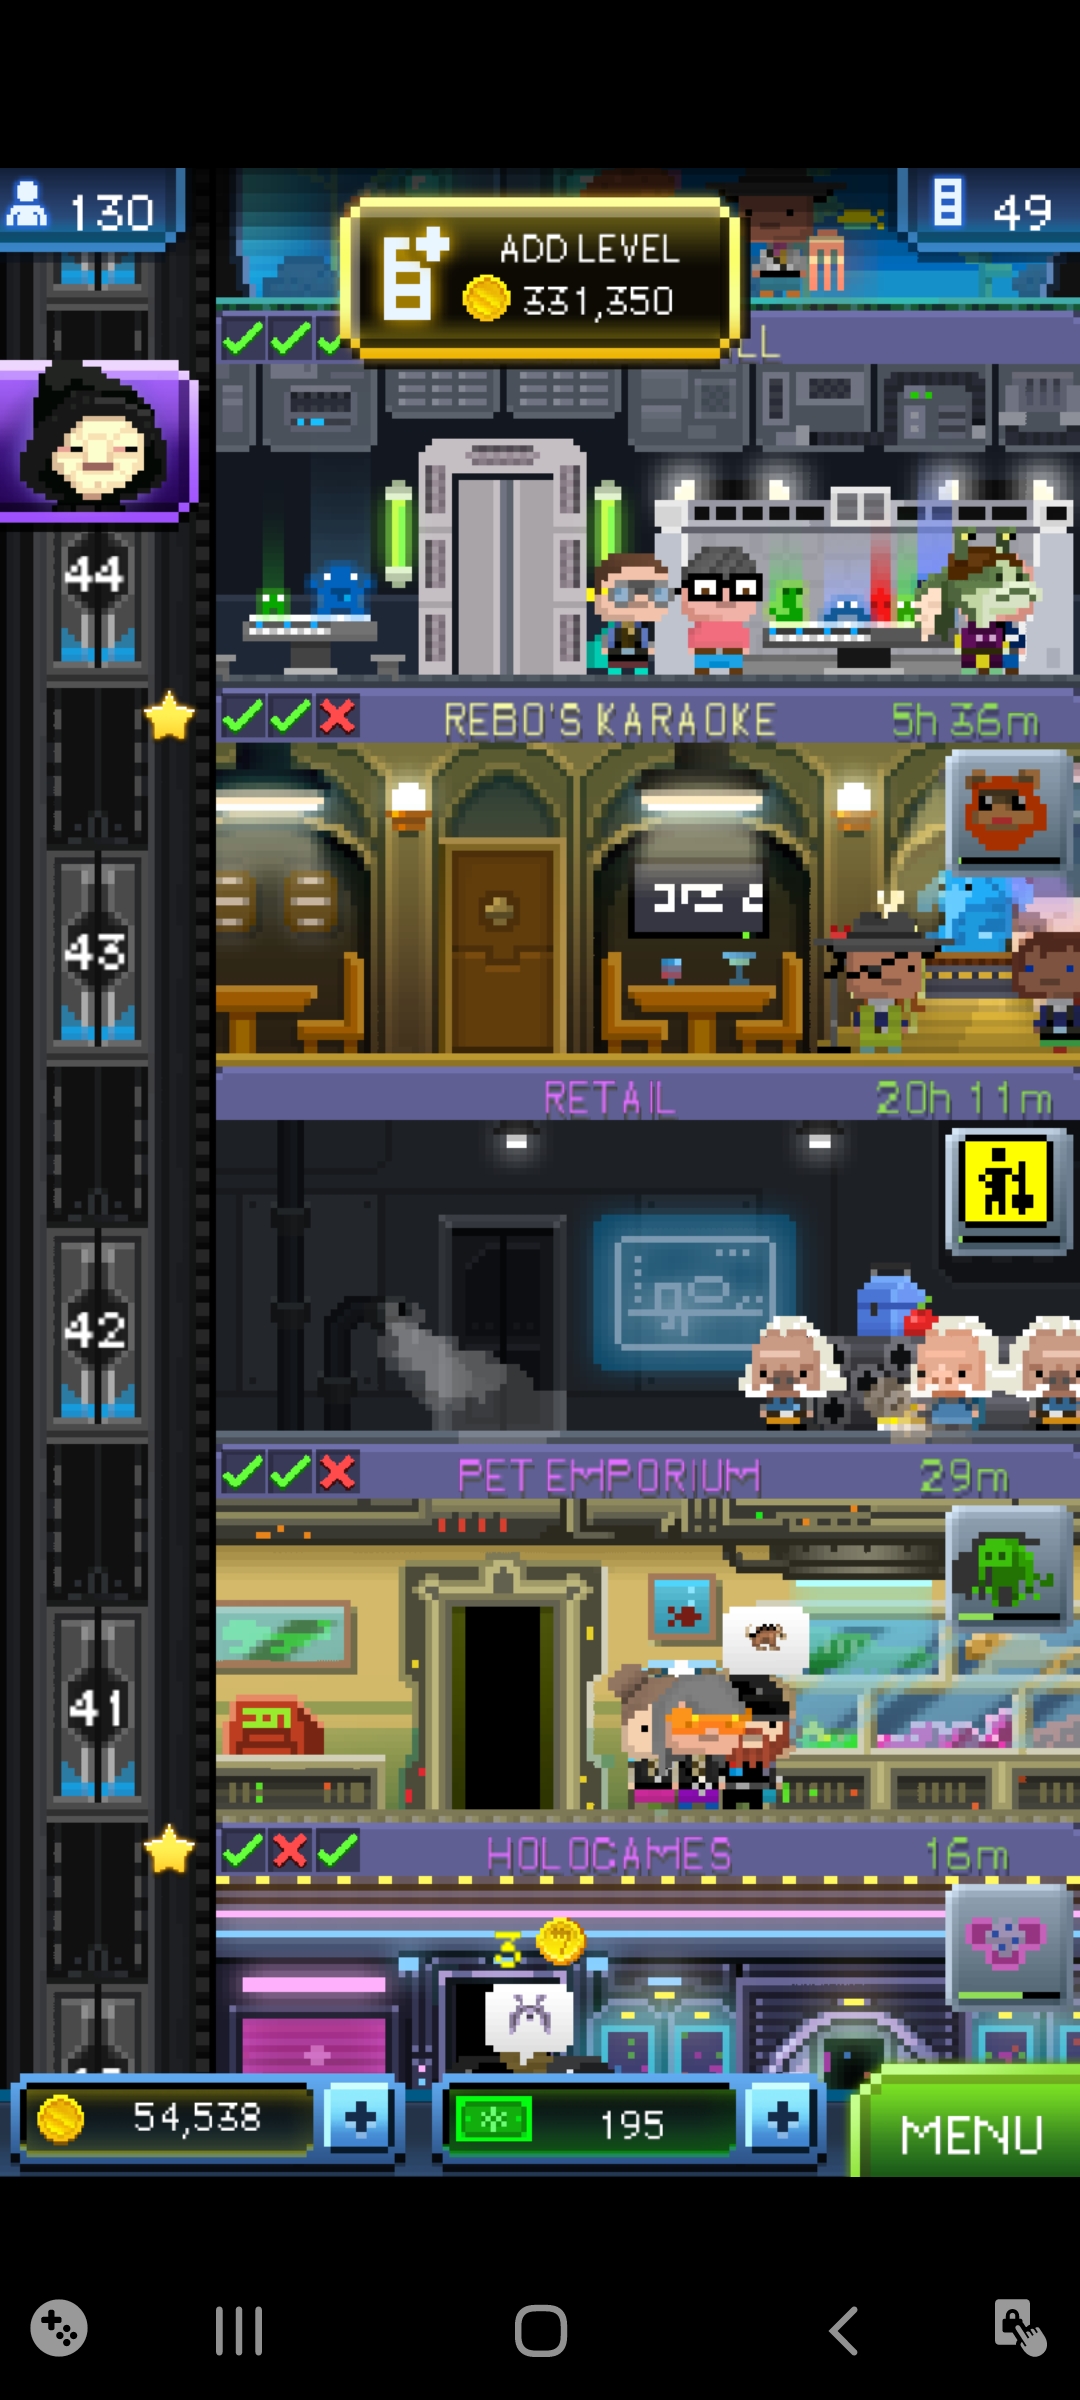 130
49
ADD LEVEL
331,350
LL
44
REBO'S KARAOKE
5h 36m
43
RETAIL
20h 11m
42
PET EMPORIUM
29m
41
HOLOGAMES
16m
3
54,538
195
MENU